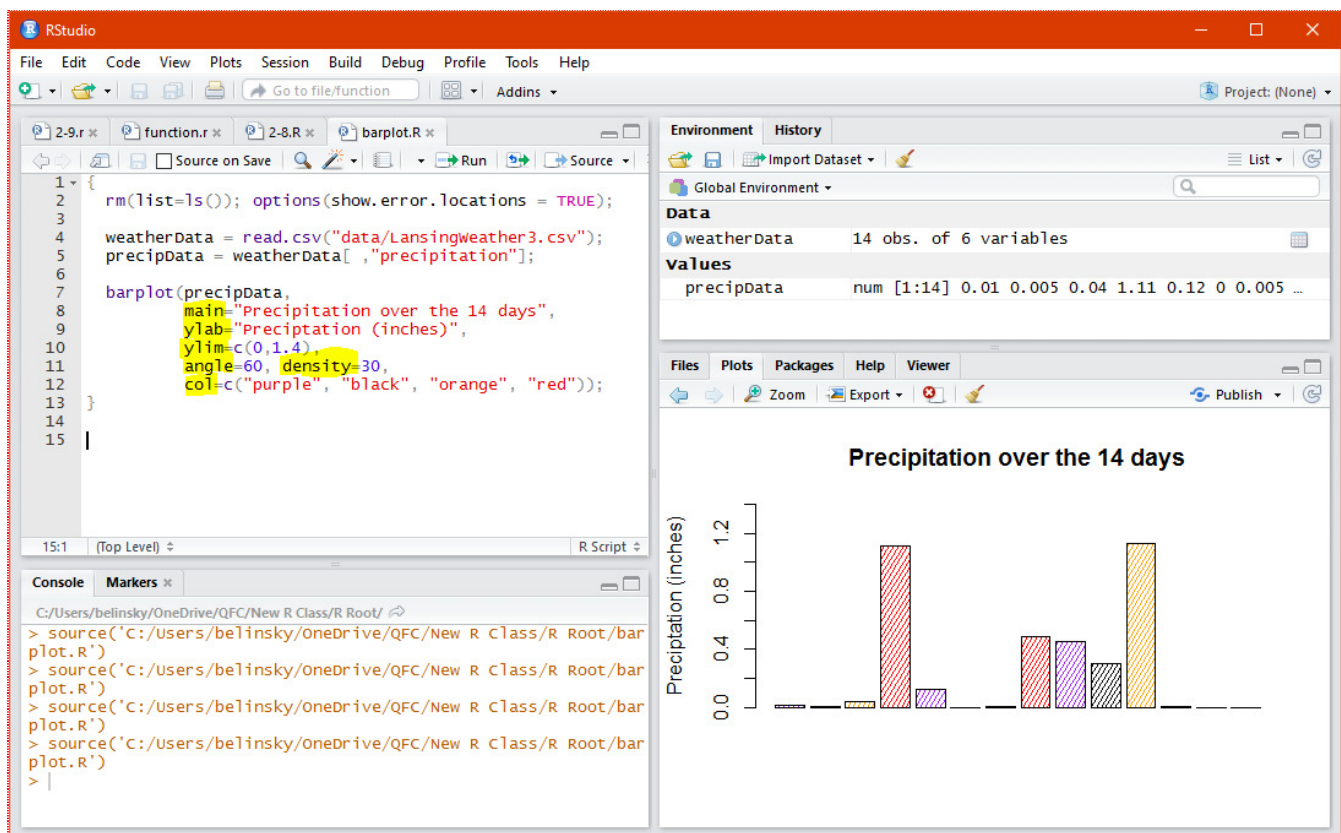 RStudio
File Edit Code View Plots Session Build Debug Profile Tools Help
Go to file/function Addins Project: (None)
2-9.r function.r 2-8.R barplot.R
Source on Save Run Source
1 {
2 rm(list=ls()); options(show.error.locations = TRUE);
3
4 weatherData = read.csv("data/LansingWeather3.csv");
5 precipData = weatherData[ ,"precipitation"];
6
7 barplot(precipData,
8 main="Precipitation over the 14 days",
9 ylab="Preciptation (inches)",
10 ylim=c(0,1.4),
11 angle=60, density=30,
12 col=c("purple", "black", "orange", "red"));
13 }
14
15
15:1 (Top Level) R Script
Console Markers
C:/Users/belinsky/OneDrive/QFC/New R Class/R Root/
> source('C:/Users/belinsky/OneDrive/QFC/New R Class/R Root/bar
plot.R')
> source('C:/Users/belinsky/OneDrive/QFC/New R Class/R Root/bar
plot.R')
> source('C:/Users/belinsky/OneDrive/QFC/New R Class/R Root/bar
plot.R')
> source('C:/Users/belinsky/OneDrive/QFC/New R Class/R Root/bar
plot.R')
>
Environment History
Import Dataset List
Global Environment
Data
weatherData 14 obs. of 6 variables
Values
precipData num [1:14] 0.01 0.005 0.04 1.11 0.12 0 0.005 …
Files Plots Packages Help Viewer
Zoom Export Publish
Precipitation over the 14 days
Preciptation (inches)
1.2
0.8
0.4
0.0